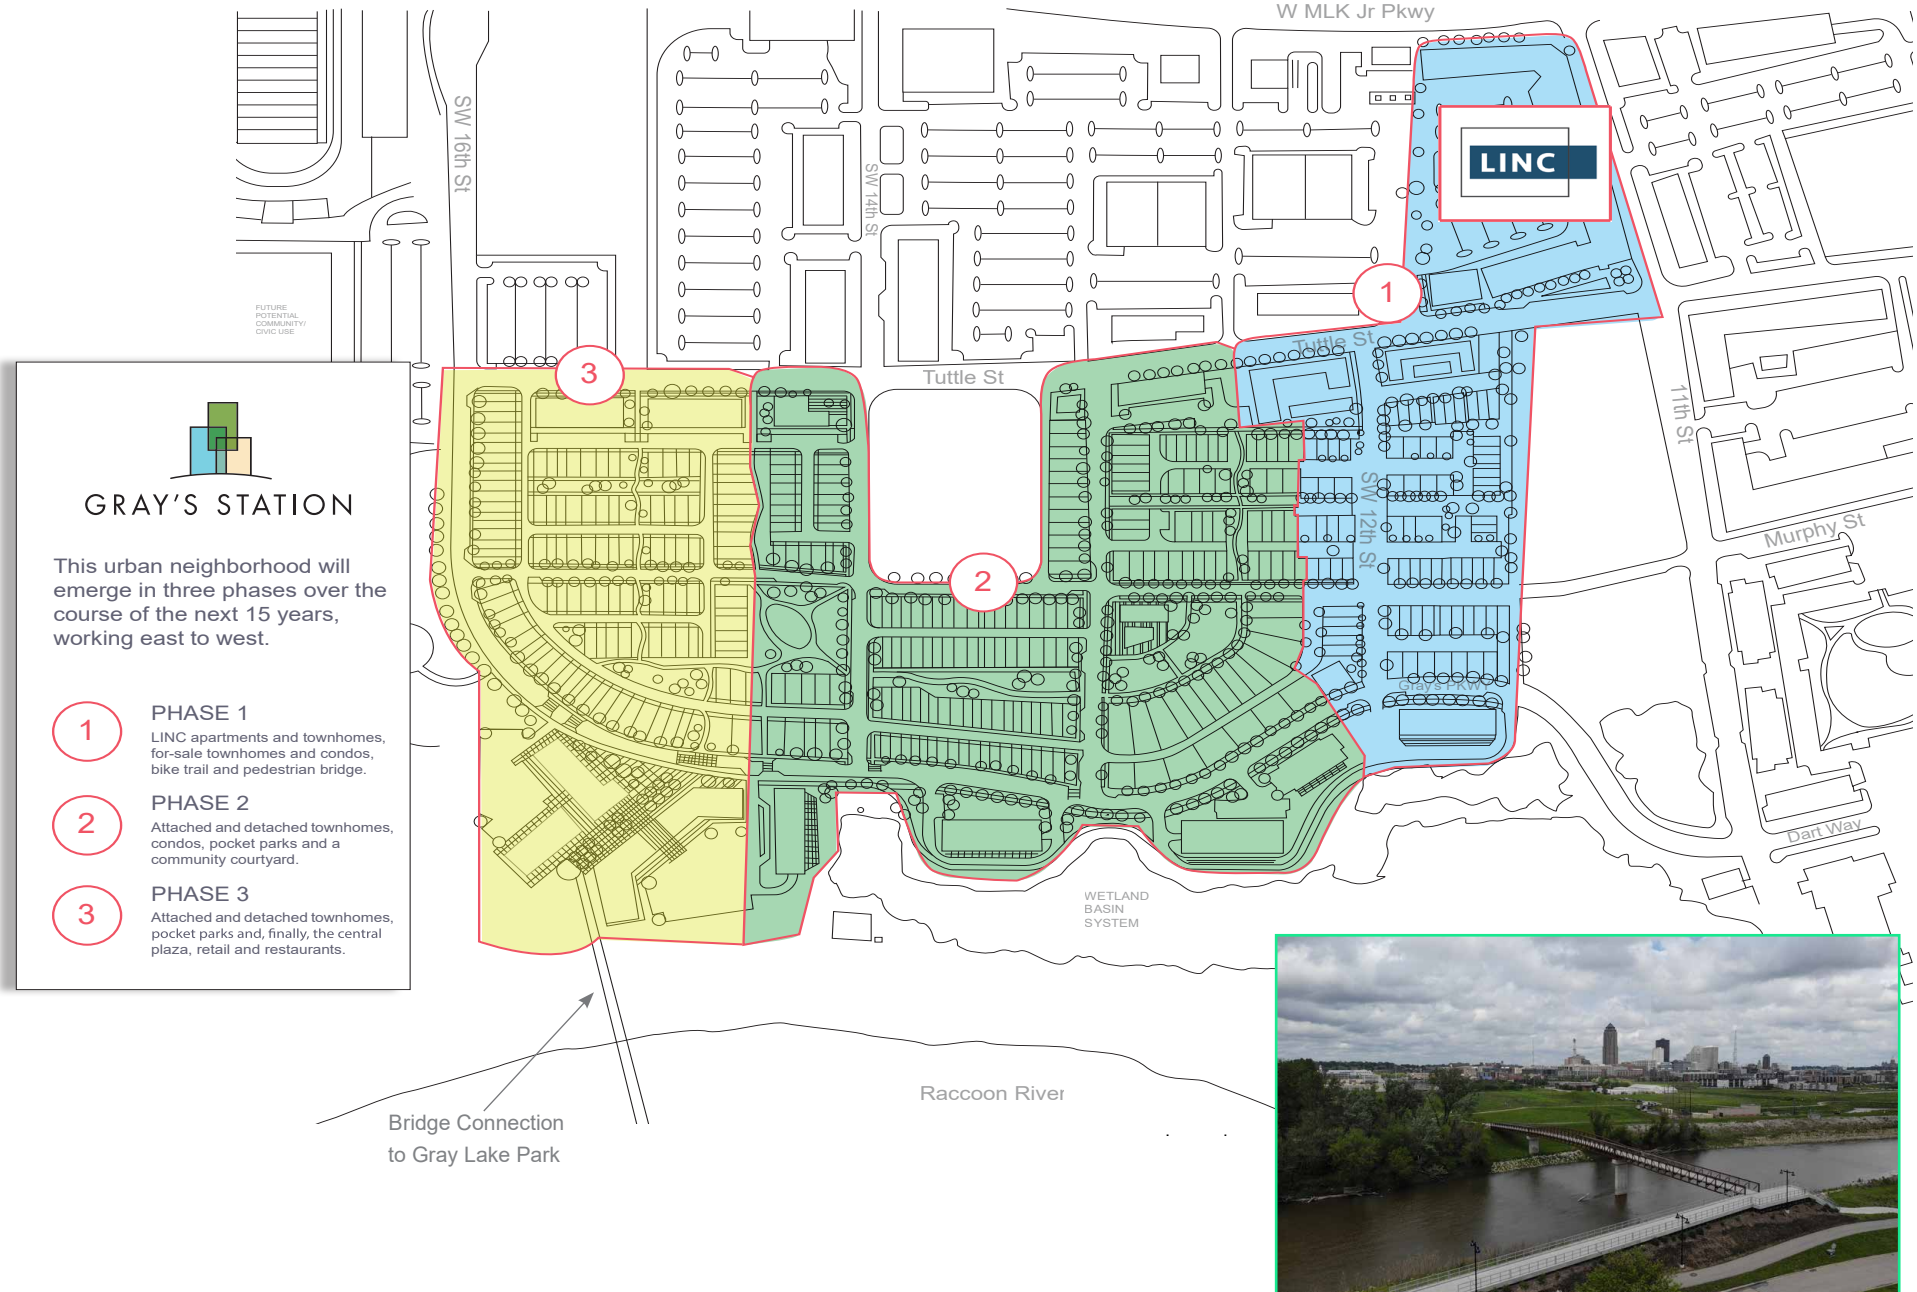 W MLK Jr Pkwy
SW 16th St
SW 14th St
LINC
1
FUTURE
POTENTIAL
COMMUNITY/
CIVIC USE
Tuttle St
3
Tuttle St
11th St
GRAY'S STATION
This urban neighborhood will
emerge in three phases over the
course of the next 15 years,
working east to west.
1
PHASE 1
LINC apartments and townhomes,
for-sale townhomes and condos,
bike trail and pedestrian bridge.
2
PHASE 2
Attached and detached townhomes,
condos, pocket parks and a
community courtyard.
3
PHASE 3
Attached and detached townhomes,
pocket parks and, finally, the central
plaza, retail and restaurants.
2
SW 12th St
Murphy St
Gray's PKWY
Dart Way
WETLAND
BASIN
SYSTEM
Raccoon River
Bridge Connection
to Gray Lake Park